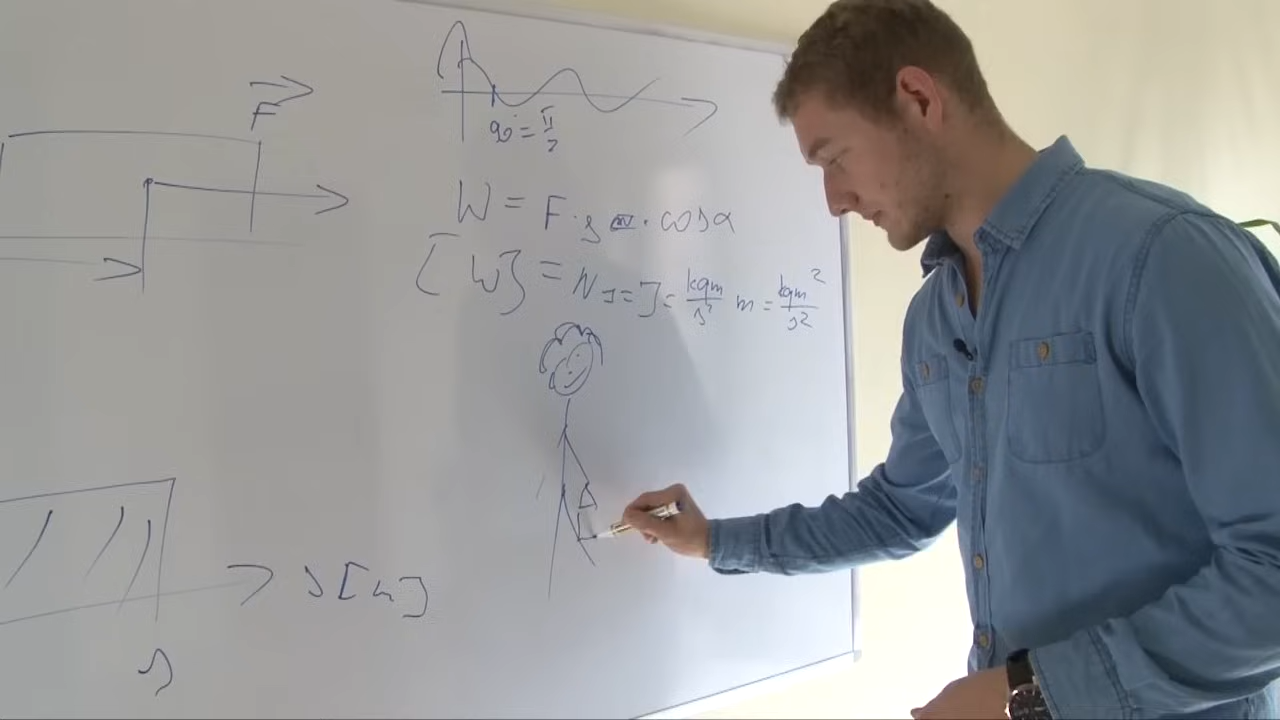 F
α = π/2
W = F · s · cos α
[W] = N · m = J = kgm/s² m = kgm²/s²
s [m]
s